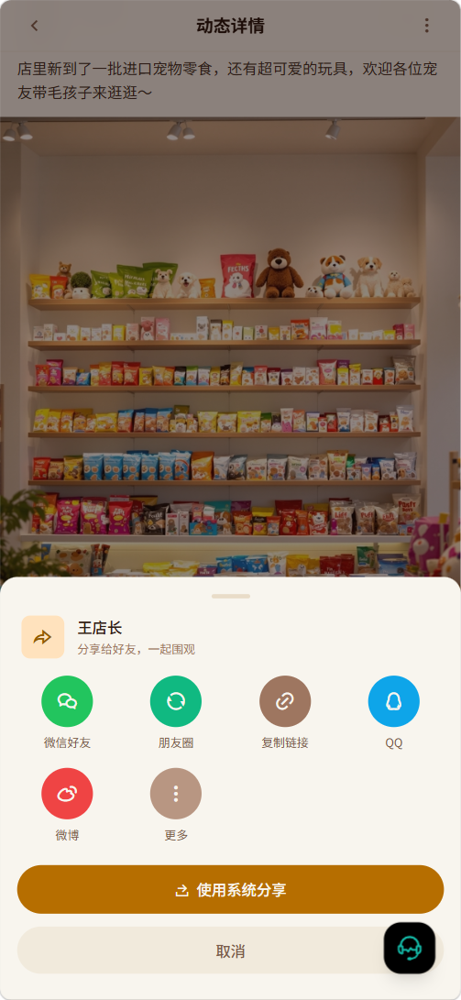 动态详情
店里新到了一批进口宠物零食，还有超可爱的玩具，欢迎各位宠
友带毛孩子来逛逛～
王店长
分享给好友，一起围观
微信好友
朋友圈
复制链接
QQ
微博
更多
使用系统分享
取消